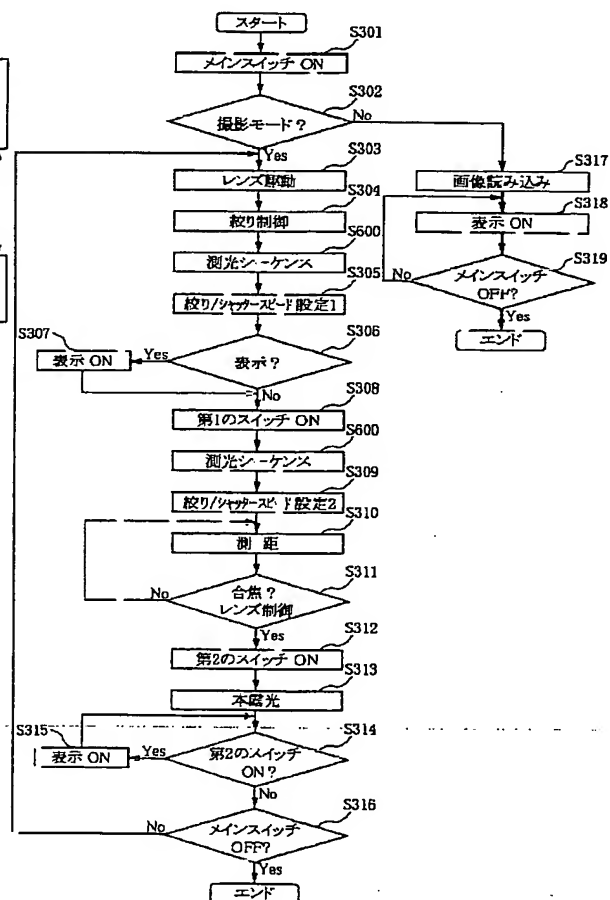 スタート
S301
メインスイッチ ON
S302
撮影モード?
No
Yes
S303
レンズ駆動
S304
絞り制御
S600
測光シーケンス
S305
絞り/シャッタースピード設定1
S306
表示?
Yes
S307
表示 ON
No
S308
第1のスイッチ ON
S600
測光シーケンス
S309
絞り/シャッタースピード設定2
S310
測 距
S311
合焦?
レンズ制御
No
Yes
S312
第2のスイッチ ON
S313
本露光
S314
第2のスイッチ
ON?
S315
Yes
表示 ON
No
S316
メインスイッチ
OFF?
No
Yes
エンド
S317
画像読み込み
S318
表示 ON
S319
メインスイッチ
OFF?
No
Yes
エンド